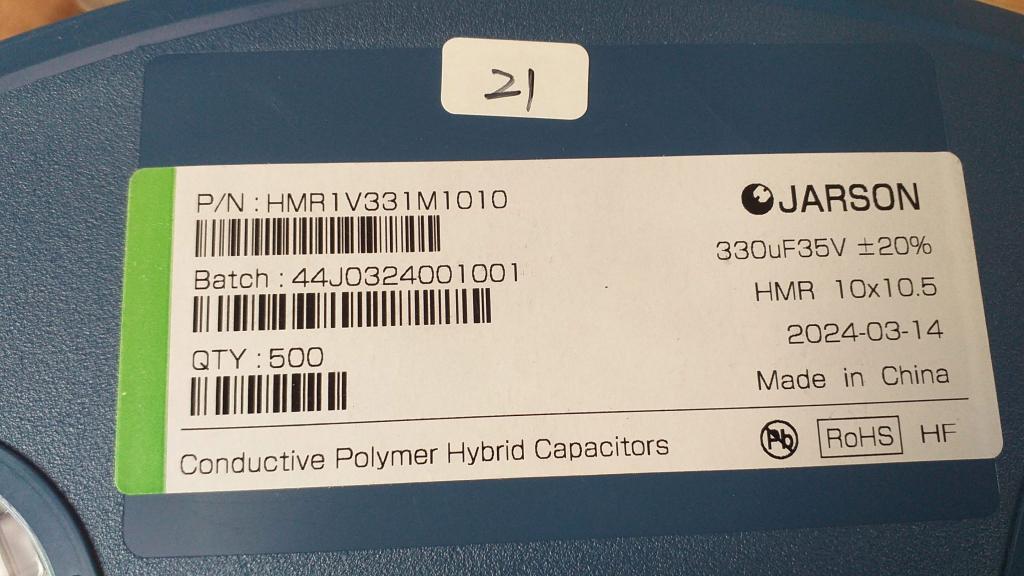 21
P/N : HMR1V331M1010
JARSON
330uF35V ±20%
Batch : 44J0324001001
HMR 10x10.5
2024-03-14
QTY : 500
Made in China
Conductive Polymer Hybrid Capacitors
Pb
RoHS
HF